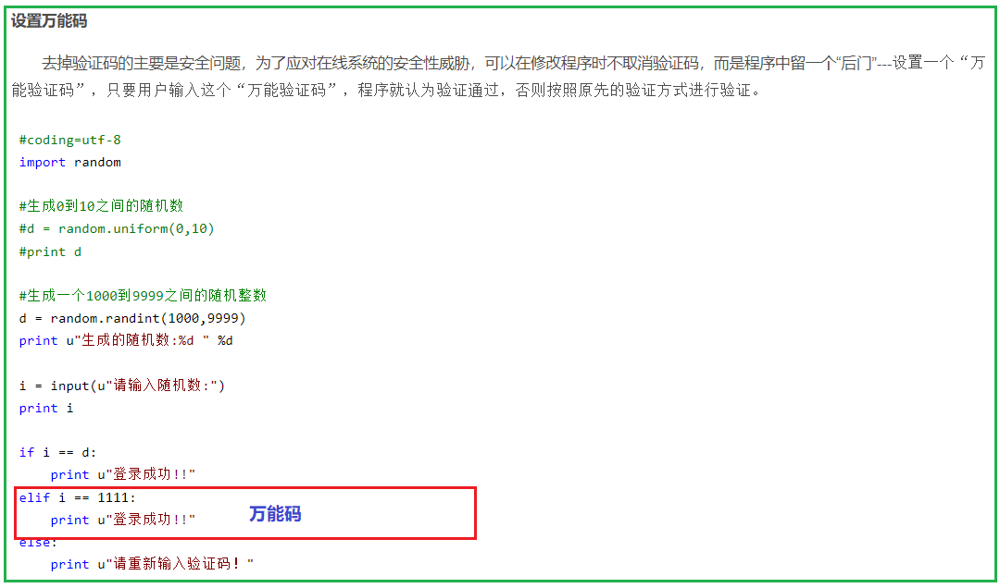 设置万能码
去掉验证码的主要是安全问题，为了应对在线系统的安全性威胁，可以在修改程序时不取消验证码，而是程序中留一个“后门”---设置一个“万
能验证码”，只要用户输入这个“万能验证码”，程序就认为验证通过，否则按照原先的验证方式进行验证。
#coding=utf-8
import random
#生成0到10之间的随机数
#d = random.uniform(0,10)
#print d
#生成一个1000到9999之间的随机整数
d = random.randint(1000,9999)
print u"生成的随机数:%d " %d
i = input(u"请输入随机数:")
print i
if i == d:
    print u"登录成功!!"
elif i == 1111:
    print u"登录成功!!"
万能码
else:
    print u"请重新输入验证码！"